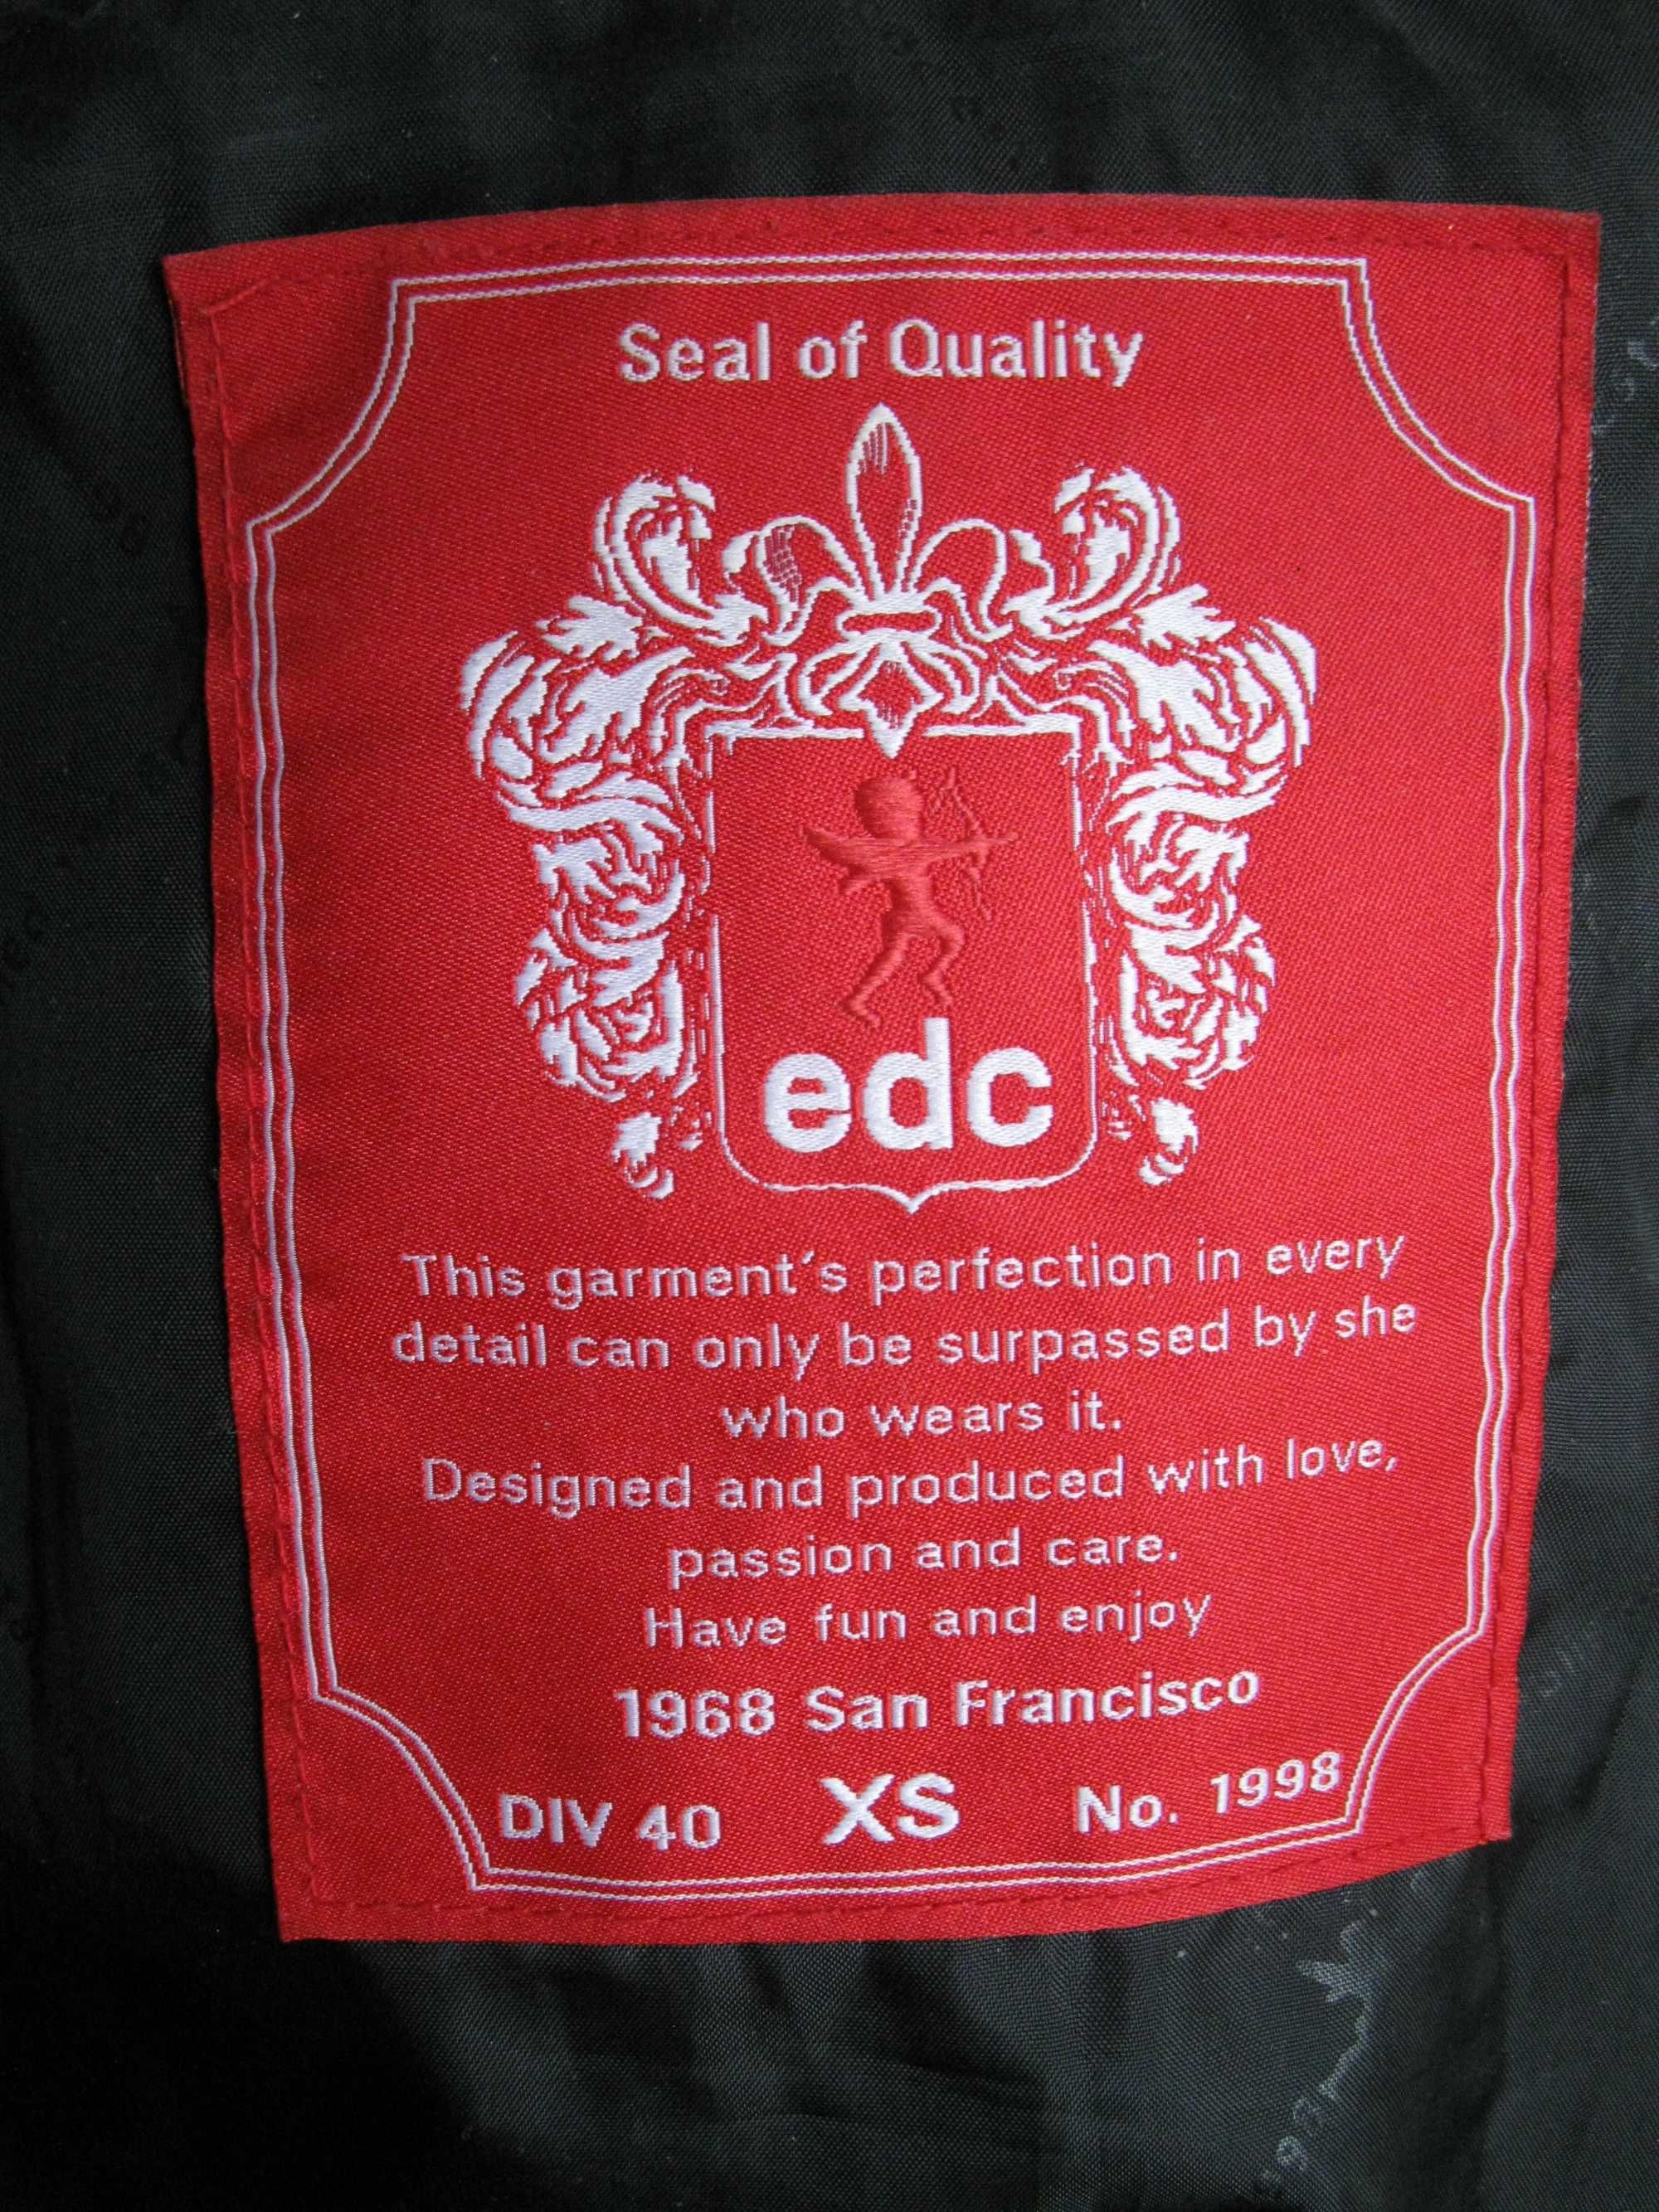 Seal of Quality
edc
This garment's perfection in every
detail can only be surpassed by she
who wears it.
Designed and produced with love,
passion and care.
Have fun and enjoy
1968 San Francisco
DIV 40 XS No. 1998